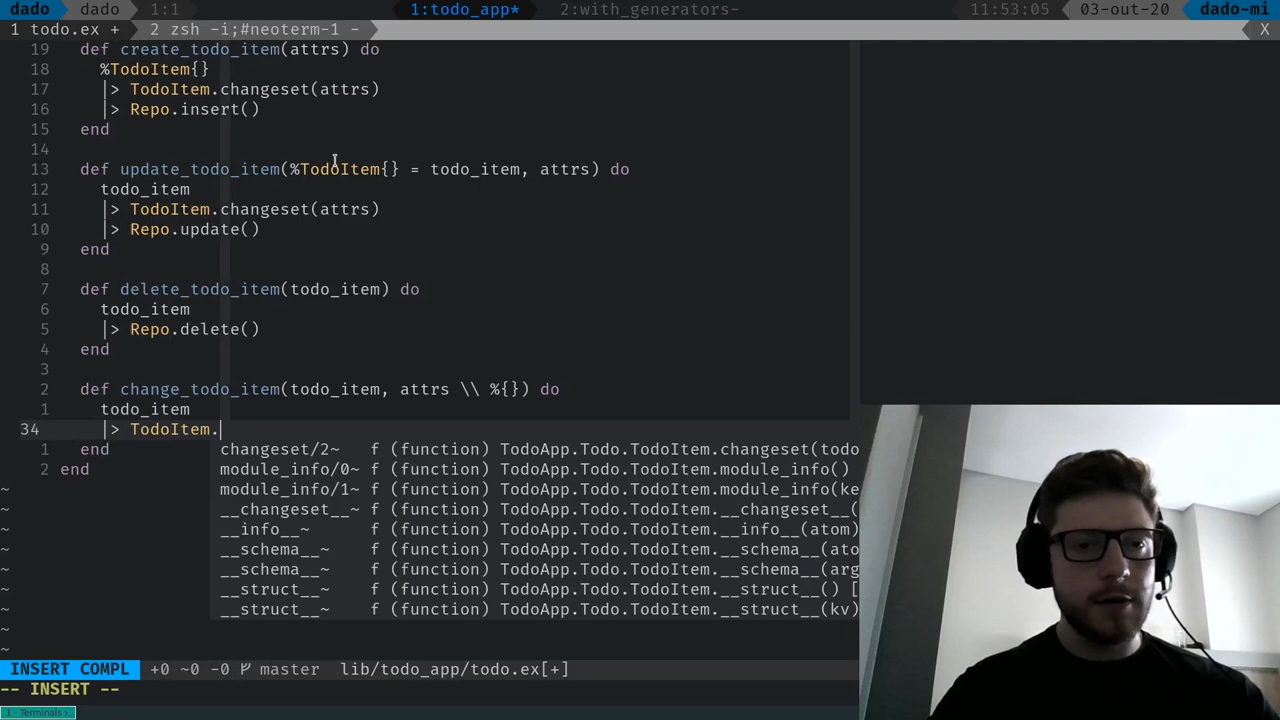 dado dado 1:1 1:todo_app* 2:with_generators- 11:53:05 03-out-20 dado-mi
1 todo.ex + 2 zsh -i;#neoterm-1 - X
19 def create_todo_item(attrs) do
18 %TodoItem{}
17 |> TodoItem.changeset(attrs)
16 |> Repo.insert()
15 end
14
13 def update_todo_item(%TodoItem{} = todo_item, attrs) do
12 todo_item
11 |> TodoItem.changeset(attrs)
10 |> Repo.update()
9 end
8
7 def delete_todo_item(todo_item) do
6 todo_item
5 |> Repo.delete()
4 end
3
2 def change_todo_item(todo_item, attrs \\ %{}) do
1 todo_item
34 |> TodoItem.
1 end changeset/2~ f (function) TodoApp.Todo.TodoItem.changeset(todo
2 end module_info/0~ f (function) TodoApp.Todo.TodoItem.module_info()
~ module_info/1~ f (function) TodoApp.Todo.TodoItem.module_info(ke
~ __changeset__~ f (function) TodoApp.Todo.TodoItem.__changeset__(
~ __info__~ f (function) TodoApp.Todo.TodoItem.__info__(atom)
~ __schema__~ f (function) TodoApp.Todo.TodoItem.__schema__(ato
~ __schema__~ f (function) TodoApp.Todo.TodoItem.__schema__(arg
~ __struct__~ f (function) TodoApp.Todo.TodoItem.__struct__() [
~ __struct__~ f (function) TodoApp.Todo.TodoItem.__struct__(kv)
~
~
INSERT COMPL +0 ~0 -0 master lib/todo_app/todo.ex[+]
-- INSERT --
1 - Terminals